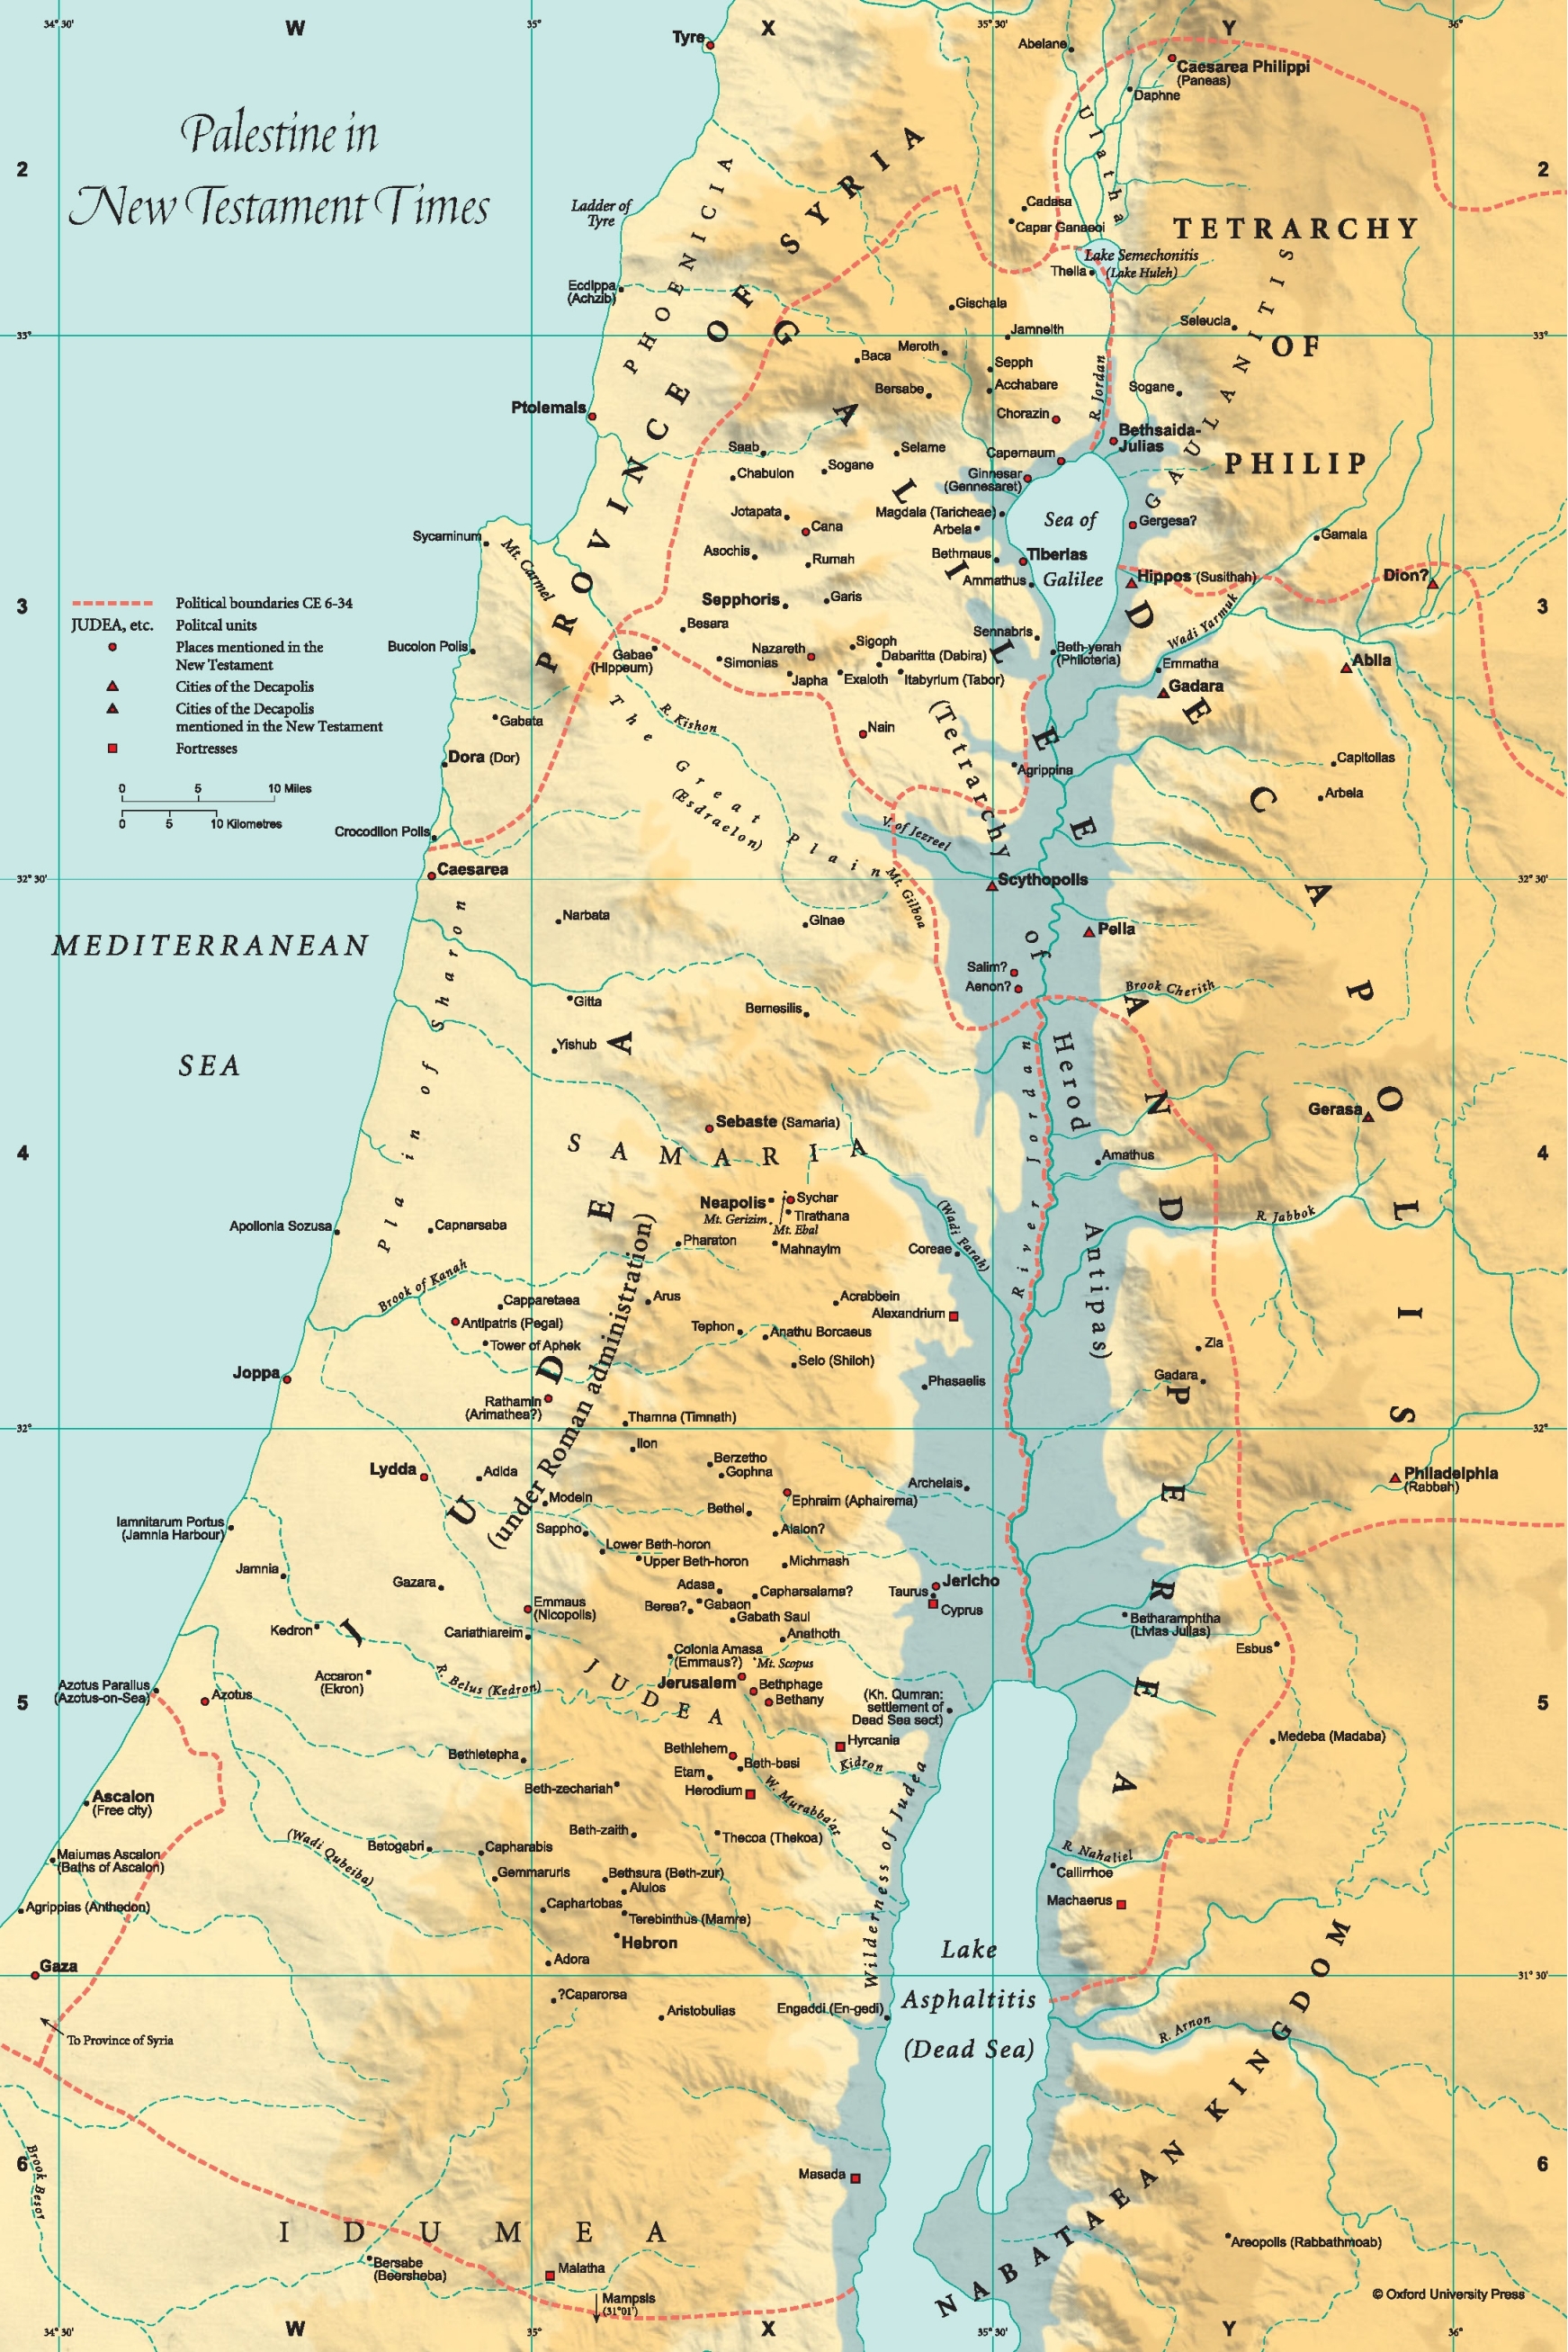 34° 30'
W
35°
X
35° 30'
Y
36°
Tyre
Abelane
Caesarea Philippi
(Paneas)
Daphne
Ulatha
Palestine in
New Testament Times
2
2
PROVINCE OF SYRIA
PHOENICIA
Ladder of
Tyre
Cadasa
Capar Ganaeoi
TETRARCHY
OF
PHILIP
Lake Semechonitis
(Lake Huleh)
Thella
Ecdippa
(Achzib)
GAULANITIS
Gischala
Jamneith
Seleucia
33°
33°
Meroth
Baca
Sepph
Bersabe
Acchabare
R. Jordan
Sogane
Ptolemais
Chorazin
Bethsaida-
Julias
Saab
Selame
Capernaum
Chabulon
Sogane
Ginnesar
(Gennesaret)
Jotapata
Magdala (Taricheae)
Sea of
Galilee
Gergesa?
Cana
Arbela
Gamala
Sycaminum
Mt. Carmel
Asochis
Rumah
Bethmaus
Tiberias
Ammathus
Hippos (Susithah)
Dion?
Sepphoris
Garis
3
3
Political boundaries CE 6-34
JUDEA, etc.
Politcal units
Places mentioned in the
New Testament
Cities of the Decapolis
Cities of the Decapolis
mentioned in the New Testament
Fortresses
0
5
10 Miles
0
5
10 Kilometres
Besara
Sennabris
Wadi Yarmuk
Bucolon Polis
Gabae
(Hippeum)
Simonias
Nazareth
Sigoph
Dabaritta (Dabira)
Beth-yerah
(Philoteria)
Emmatha
Abila
Japha
Exaloth
Itabyrium (Tabor)
Gadara
GALILEE AND PEREA
(Tetrarchy of Herod Antipas)
DECAPOLIS
Gabata
R. Kishon
Nain
The Great Plain
(Esdraelon)
Dora (Dor)
Agrippina
Capitolias
Arbela
Crocodilon Polis
V. of Jezreel
Caesarea
32° 30'
32° 30'
Mt. Gilboa
Scythopolis
Narbata
Ginae
Pella
MEDITERRANEAN
SEA
Plain of Sharon
Salim?
Aenon?
Brook Cherith
Gitta
Bernesilis
Yishub
JUDEA
(under Roman administration)
Sebaste (Samaria)
SAMARIA
Gerasa
4
4
Amathus
River Jordan
Neapolis
Sychar
Mt. Gerizim
Tirathana
Mt. Ebal
R. Jabbok
Apollonia Sozusa
Capnarsaba
Pharaton
Mahnayim
Coreae
(Wadi Farah)
Brook of Kanah
Capparetaea
Arus
Acrabbein
Alexandrium
Antipatris (Pegai)
Tephon
Anathu Borcaeus
Tower of Aphek
Selo (Shiloh)
Zia
Joppa
Phasaelis
Gadara
Rathamin
(Arimathea?)
Thamna (Timnath)
32°
32°
Ilon
Berzetho
Gophna
Lydda
Adida
Archelais
Philadelphia
(Rabbah)
Modein
Ephraim (Aphairema)
Bethel
Iamnitarum Portus
(Jamnia Harbour)
Sappho
Aialon?
Lower Beth-horon
Upper Beth-horon
Michmash
Jamnia
Gazara
Adasa
Capharsalama?
Jericho
Taurus
Cyprus
Emmaus
(Nicopolis)
Berea?
Gabaon
Gabath Saul
Betharamphtha
(Livias Julias)
Kedron
Cariathiareim
Anathoth
Esbus
Colonia Amasa
(Emmaus?)
Mt. Scopus
Accaron
(Ekron)
R. Belus (Kedron)
JUDEA
Jerusalem
Bethphage
Bethany
Azotus Paralius
(Azotus-on-Sea)
Azotus
(Kh. Qumran:
settlement of
Dead Sea sect)
5
5
Medeba (Madaba)
Hyrcania
Kidron
Bethletepha
Bethlehem
Beth-basi
Etam
Beth-zechariah
Herodium
W. Murabba'at
Wilderness of Judea
Ascalon
(Free city)
Beth-zaith
Thecoa (Thekoa)
(Wadi Qubeiba)
Betogabri
Capharabis
R. Nahaliel
Maiumas Ascalon
(Baths of Ascalon)
Gemmaruris
Bethsura (Beth-zur)
Callirrhoe
Alulos
Machaerus
Agrippias (Anthedon)
Caphartobas
Terebinthus (Mamre)
Hebron
Lake
Asphaltitis
(Dead Sea)
Adora
Gaza
31° 30'
?Caparorsa
Aristobulias
Engaddi (En-gedi)
To Province of Syria
R. Arnon
NABATAEAN KINGDOM
Brook Besor
6
6
Masada
IDUMEA
Areopolis (Rabbathmoab)
Bersabe
(Beersheba)
Malatha
Mampsis
(31°01')
© Oxford University Press
34° 30'
W
35°
X
35° 30'
Y
36°